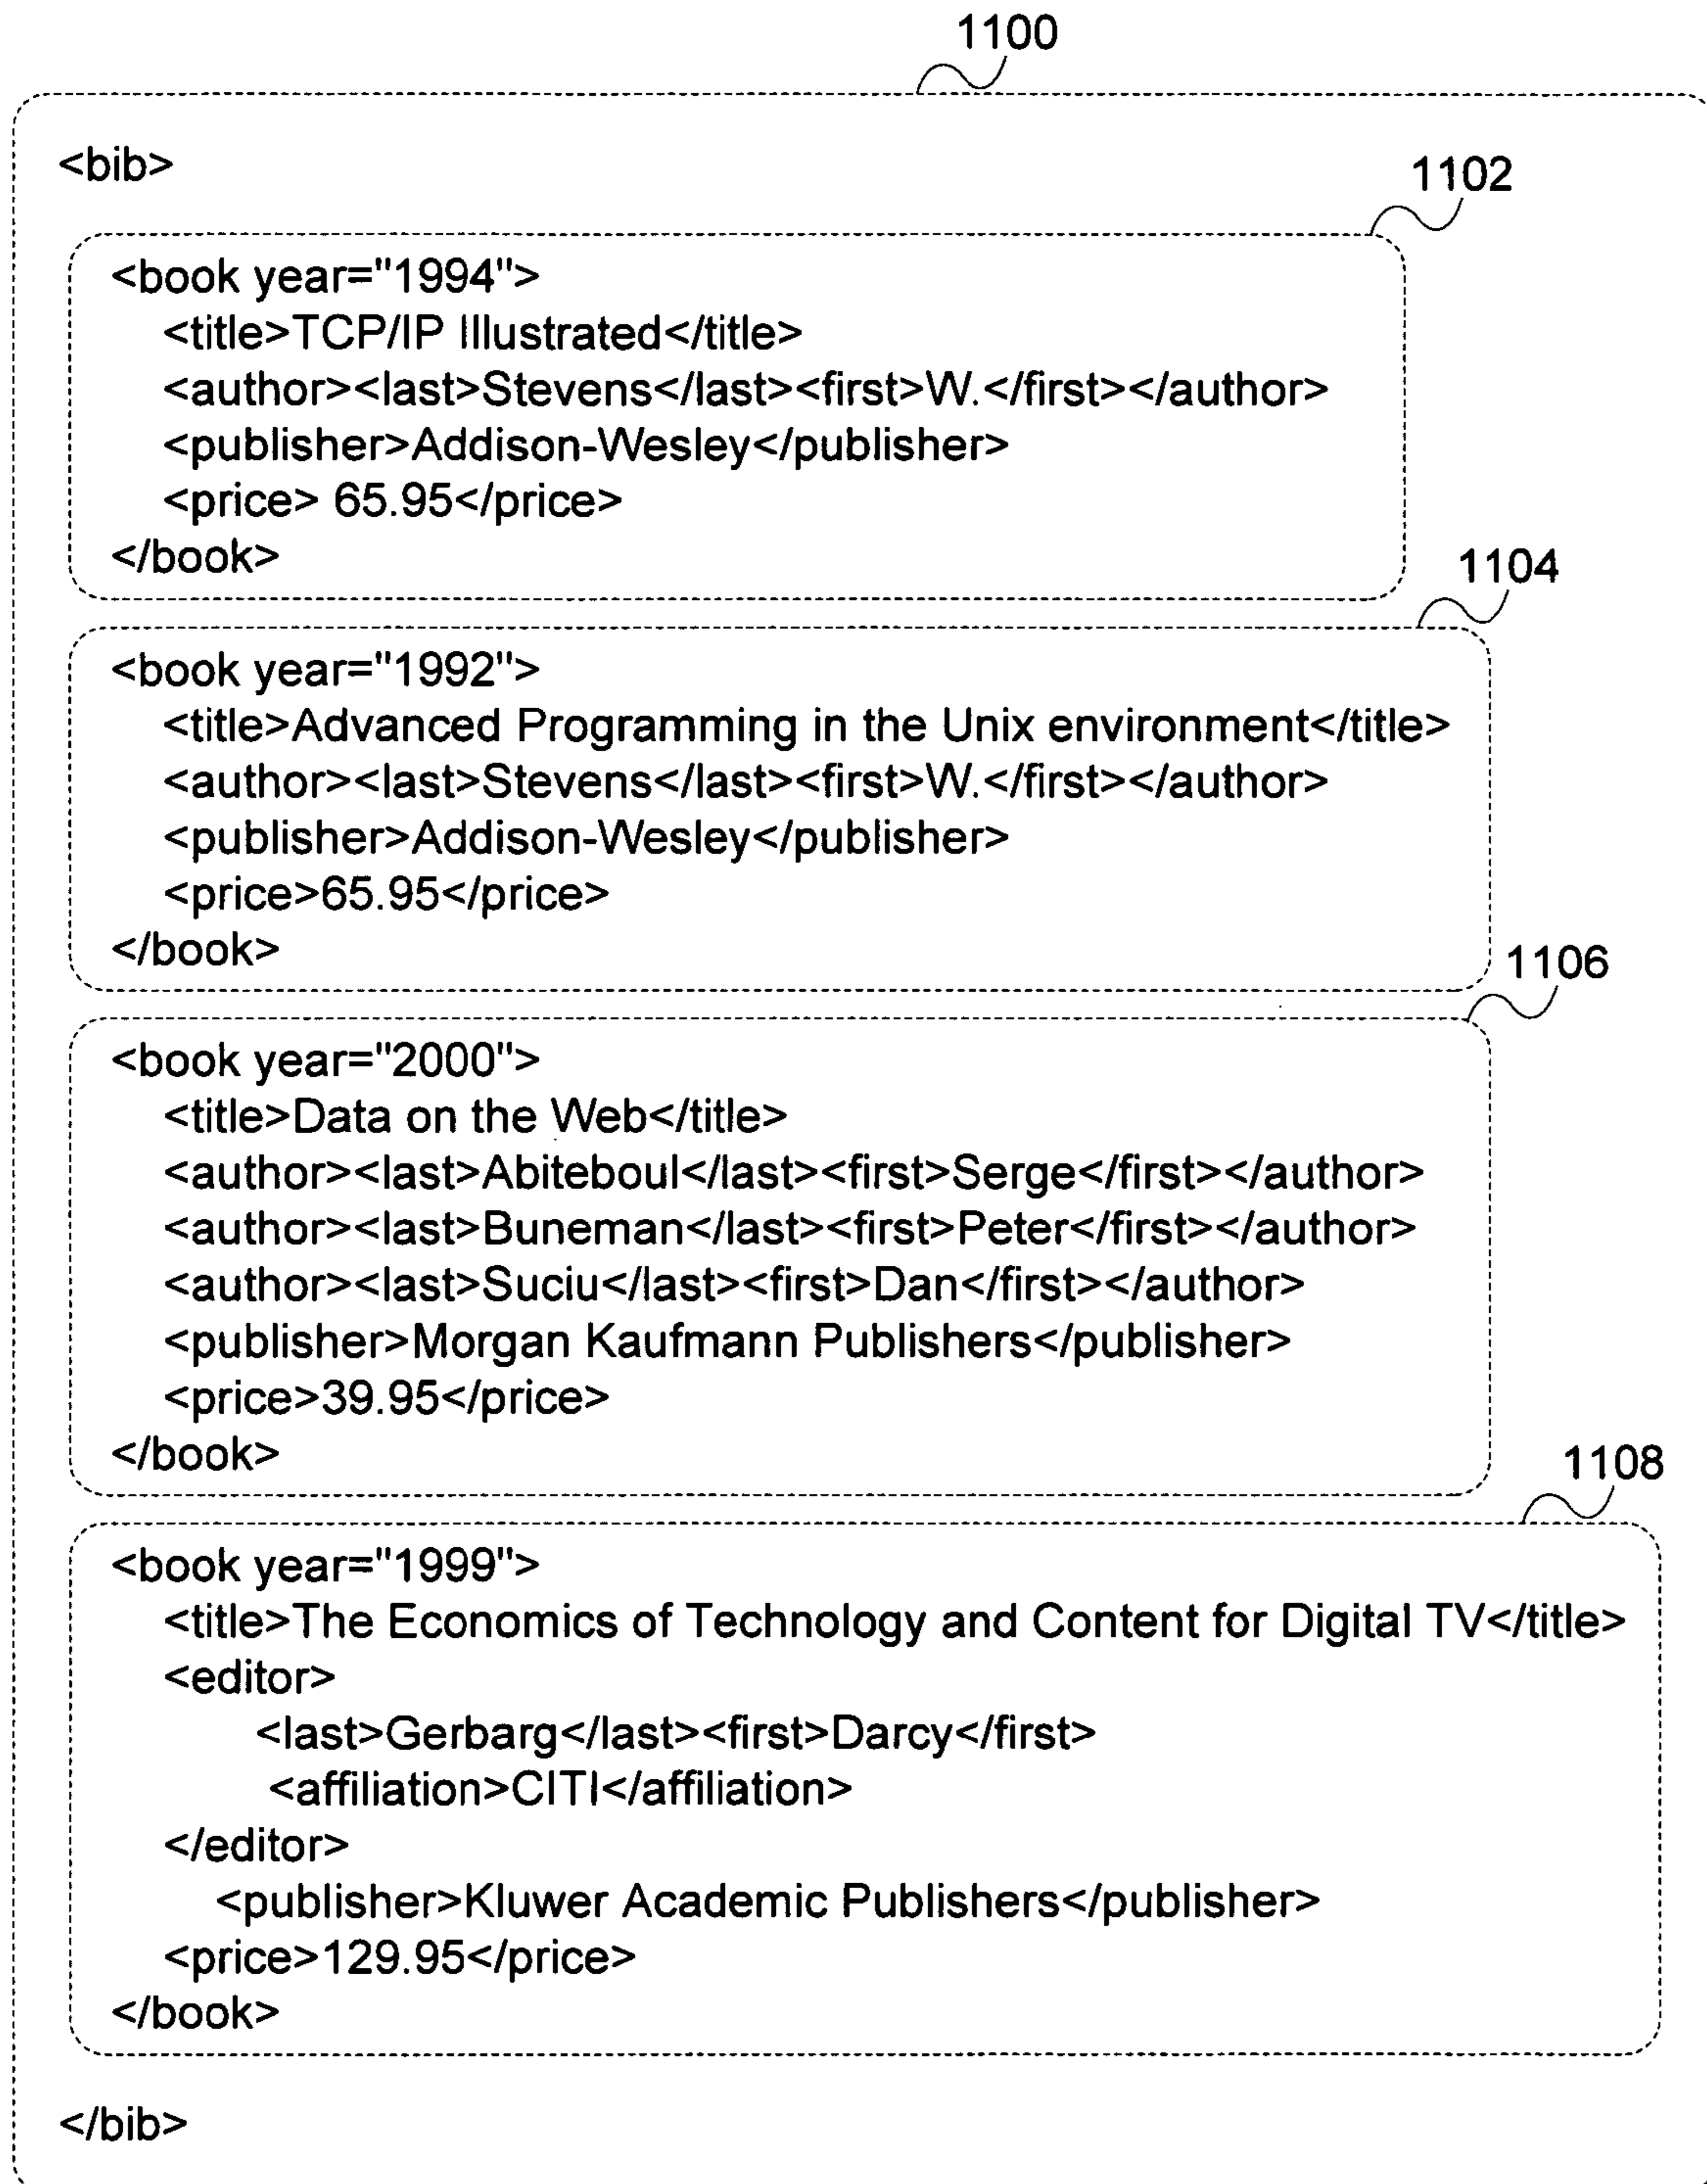 1100
<bib>
1102
<book year="1994">
<title>TCP/IP Illustrated</title>
<author><last>Stevens</last><first>W.</first></author>
<publisher>Addison-Wesley</publisher>
<price> 65.95</price>
</book>
1104
<book year="1992">
<title>Advanced Programming in the Unix environment</title>
<author><last>Stevens</last><first>W.</first></author>
<publisher>Addison-Wesley</publisher>
<price>65.95</price>
</book>
1106
<book year="2000">
<title>Data on the Web</title>
<author><last>Abiteboul</last><first>Serge</first></author>
<author><last>Buneman</last><first>Peter</first></author>
<author><last>Suciu</last><first>Dan</first></author>
<publisher>Morgan Kaufmann Publishers</publisher>
<price>39.95</price>
</book>
1108
<book year="1999">
<title>The Economics of Technology and Content for Digital TV</title>
<editor>
<last>Gerbarg</last><first>Darcy</first>
<affiliation>CITI</affiliation>
</editor>
<publisher>Kluwer Academic Publishers</publisher>
<price>129.95</price>
</book>
</bib>